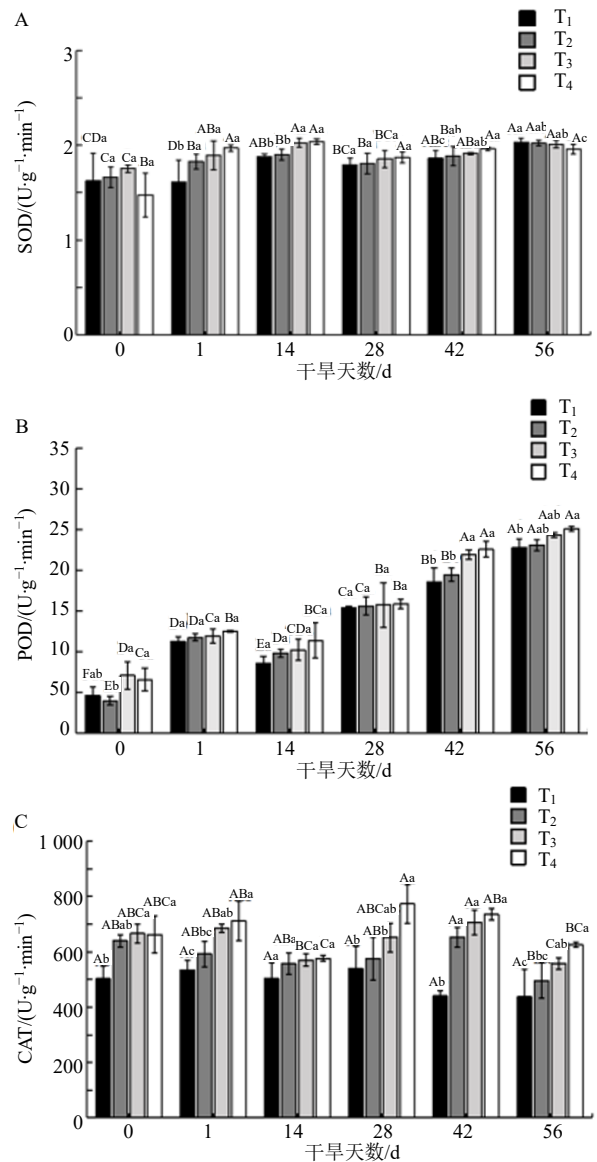 A
T1
T2
T3
T4
3
2
1
0
SOD/(U·g−1·min−1)
CDa Ca Ca Ba
Db Ba ABa Aa
ABb Bb Aa Aa
BCa Ba BCa Aa
ABc Bab ABab Aa
Aa Aab Aab Ac
0 1 14 28 42 56
干旱天数/d
B
T1
T2
T3
T4
35
30
25
20
15
10
50
0
POD/(U·g−1·min−1)
Fab Eb Da Ca
Da Da Ca Ba
Ea Da CDa BCa
Ca Ca Ba Ba
Bb Bb Aa Aa
Ab Aab Aab Aa
0 1 14 28 42 56
干旱天数/d
C
T1
T2
T3
T4
1 000
800
600
400
200
0
CAT/(U·g−1·min−1)
Ab ABab ABCa ABCa
Ac ABbc ABab ABa
Aa ABa BCa Ca
Ab ABCab ABb Aa
Ab Aa Aa ABa
Ac Bbc Cab BCa
0 1 14 28 42 56
干旱天数/d